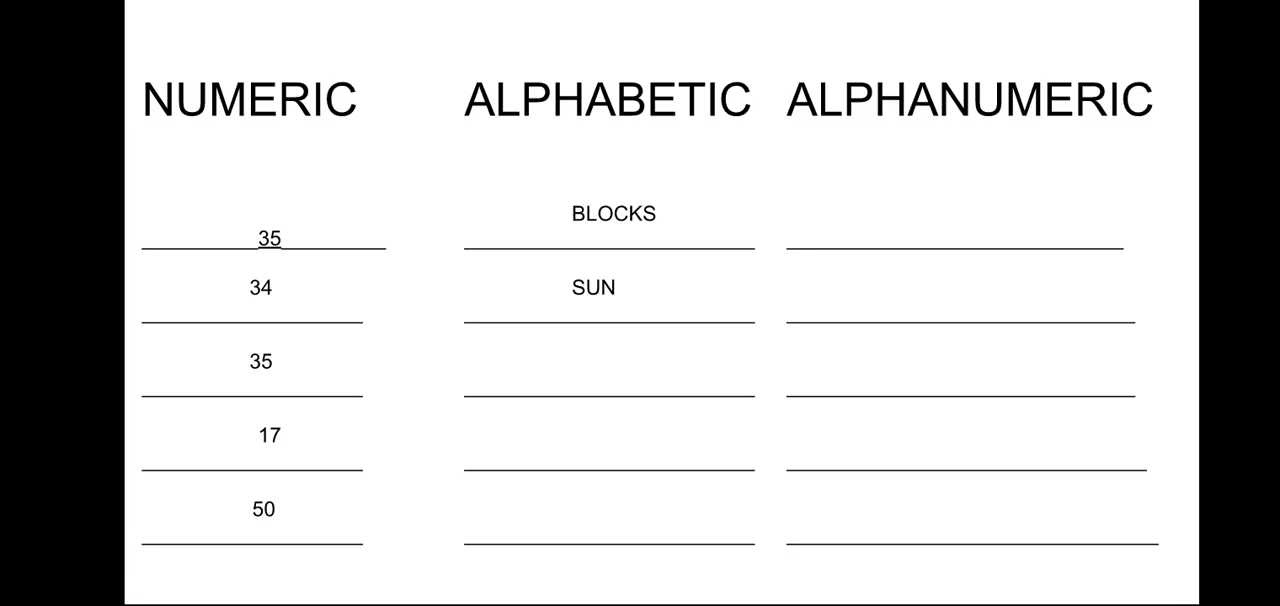 NUMERIC ALPHABETIC ALPHANUMERIC
35 BLOCKS
34 SUN
35
17
50